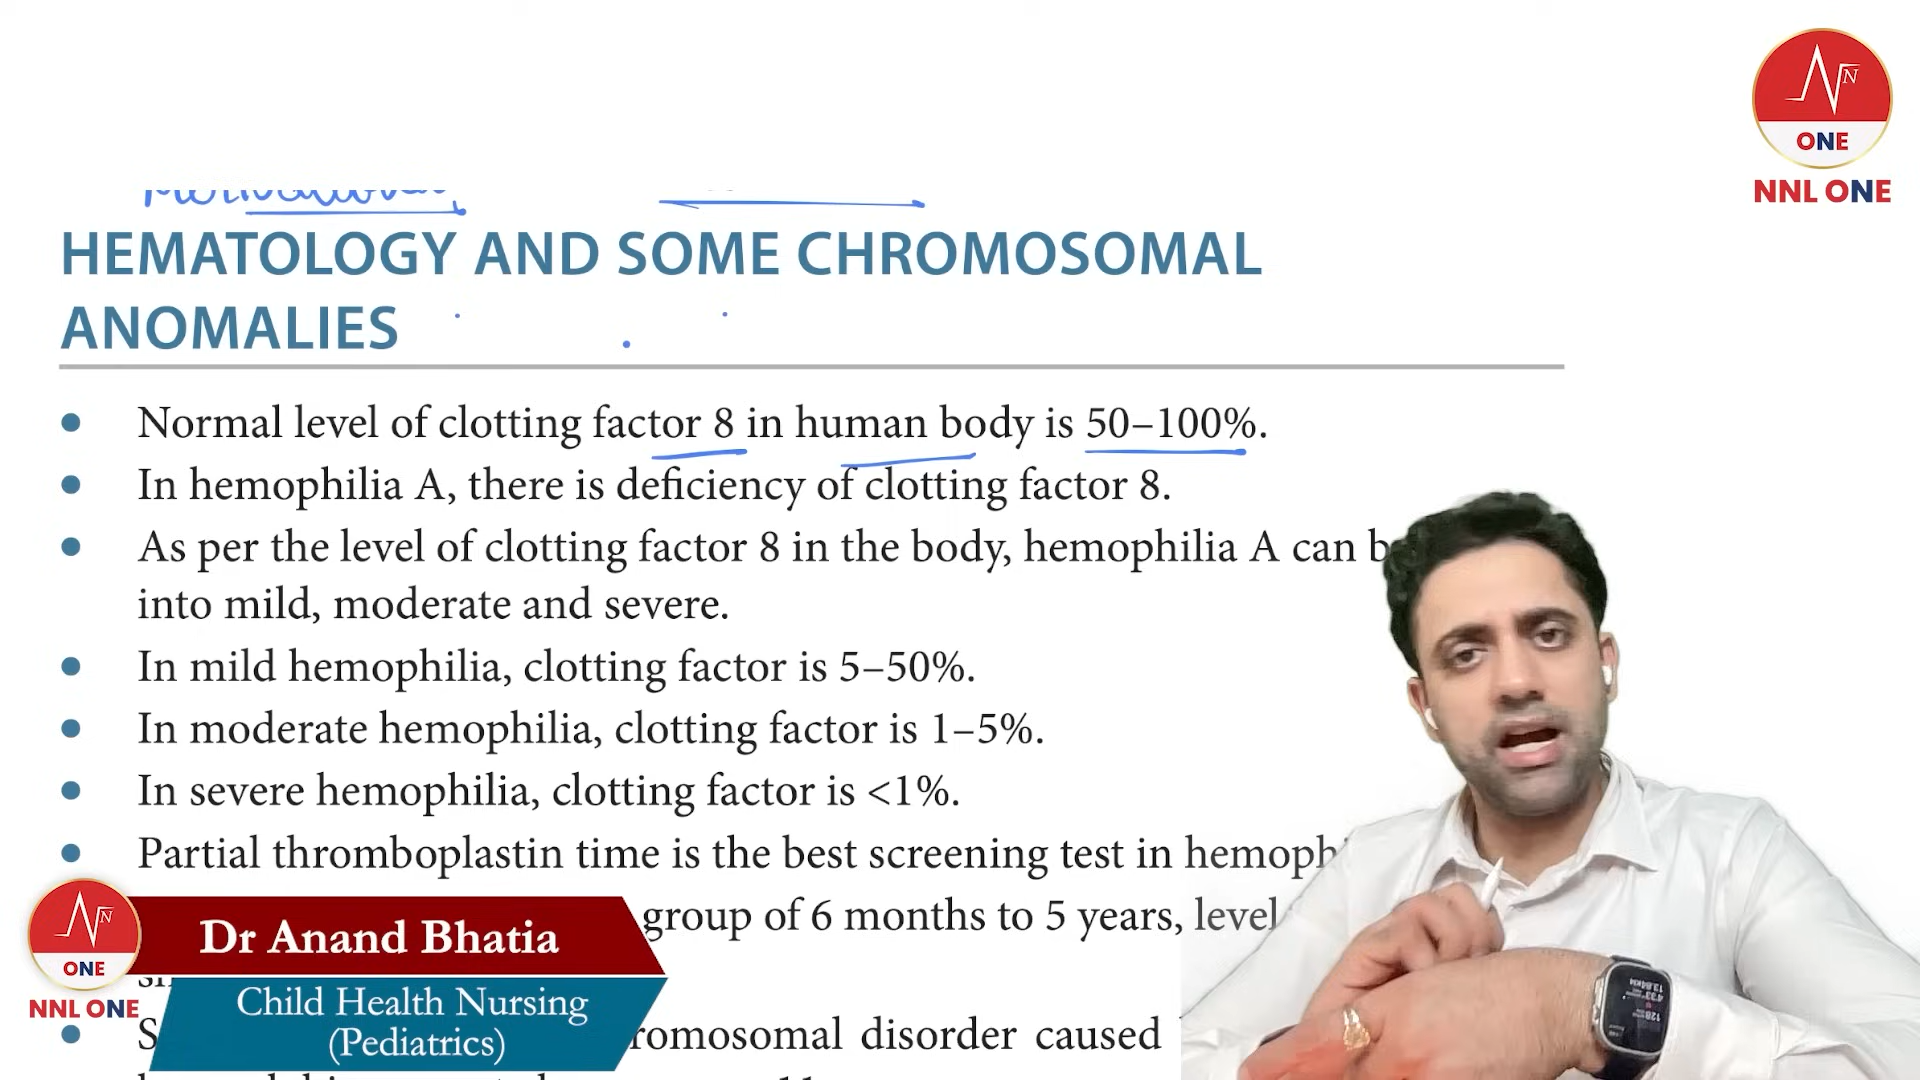 ONE
NNL ONE
HEMATOLOGY AND SOME CHROMOSOMAL
ANOMALIES
• Normal level of clotting factor 8 in human body is 50–100%.
• In hemophilia A, there is deficiency of clotting factor 8.
• As per the level of clotting factor 8 in the body, hemophilia A can
into mild, moderate and severe.
• In mild hemophilia, clotting factor is 5–50%.
• In moderate hemophilia, clotting factor is 1–5%.
• In severe hemophilia, clotting factor is <1%.
• Partial thromboplastin time is the best screening test in
group of 6 months to 5 years, level
Dr Anand Bhatia
ONE
NNL ONE
Child Health Nursing
(Pediatrics)
• disorder caused